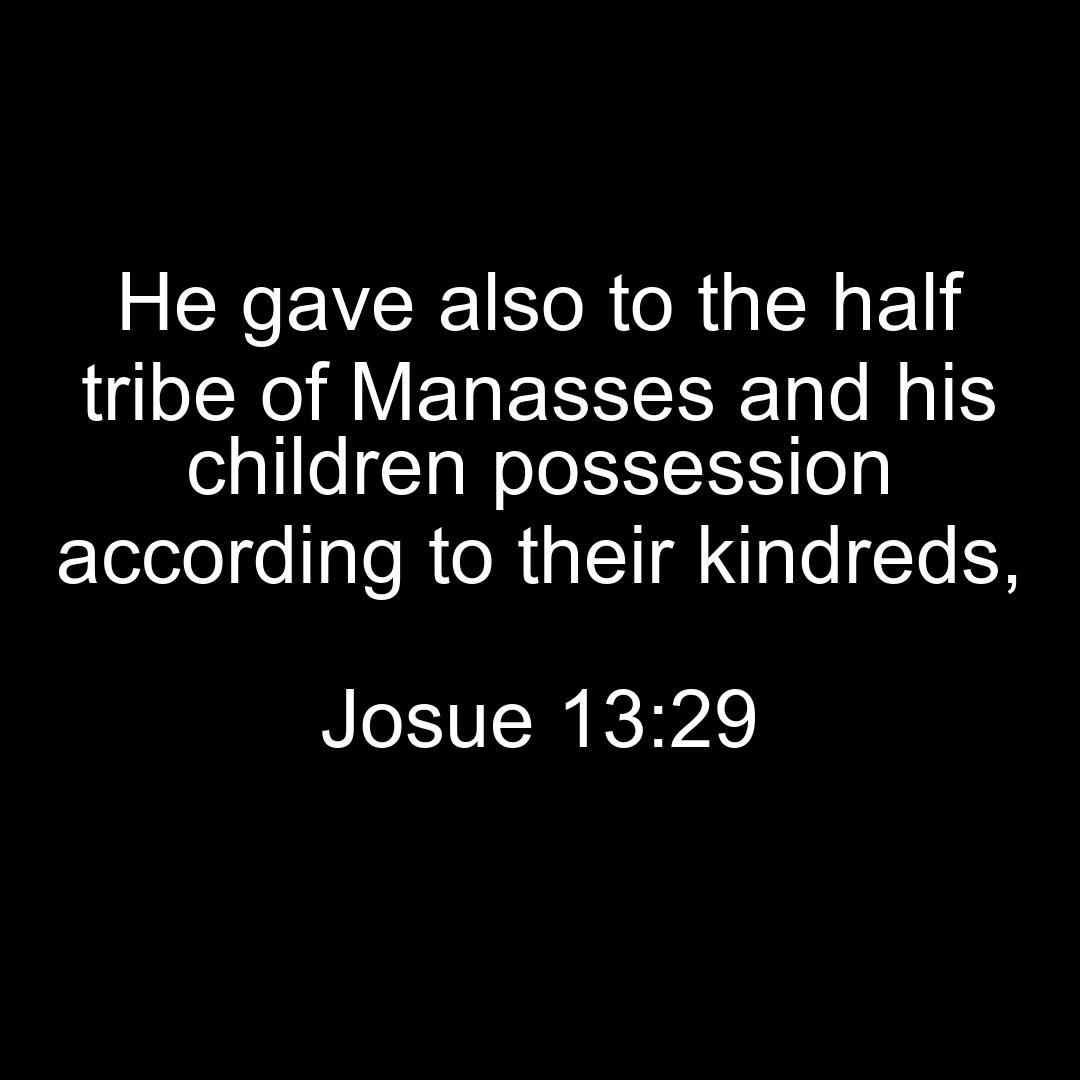 He gave also to the half
tribe of Manasses and his
children possession
according to their kindreds,
Josue 13:29